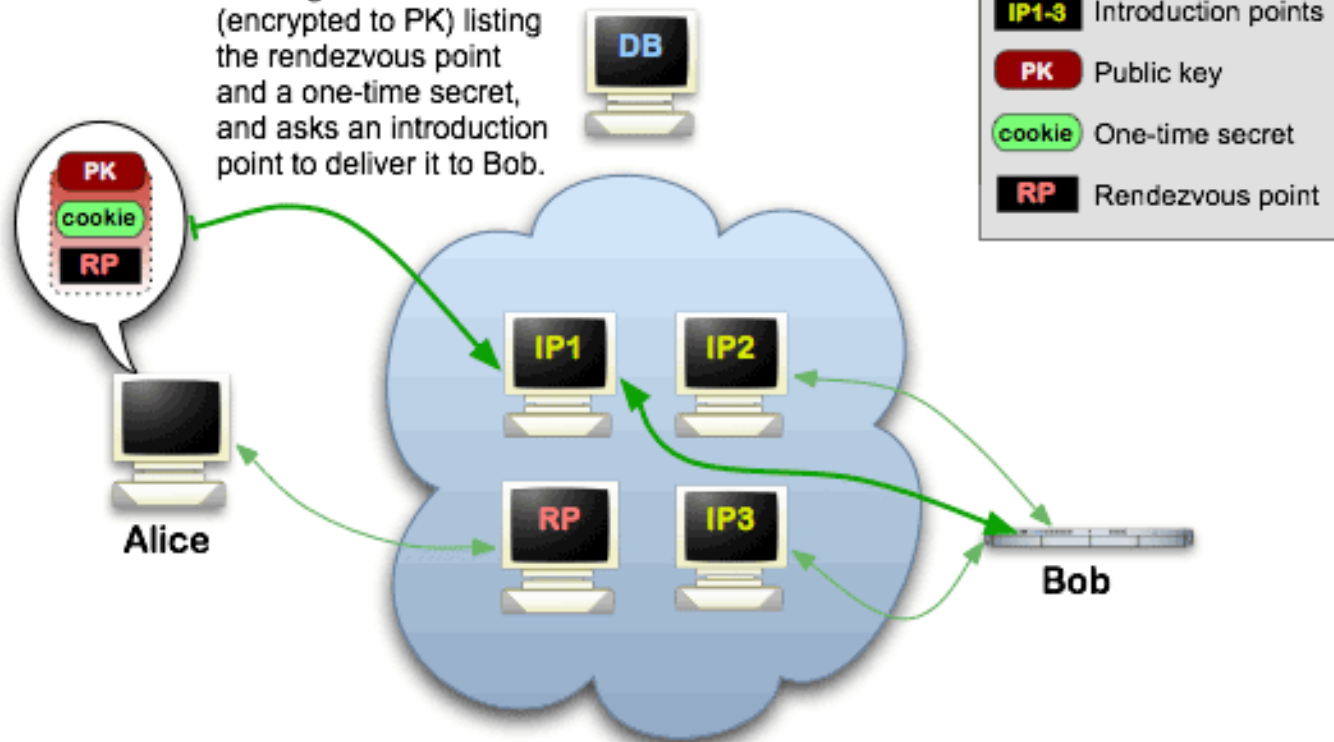 (encrypted to PK) listing
the rendezvous point
and a one-time secret,
and asks an introduction
point to deliver it to Bob.
DB
IP1-3 Introduction points
PK Public key
cookie One-time secret
RP Rendezvous point
PK
cookie
RP
IP1
IP2
RP
IP3
Alice
Bob